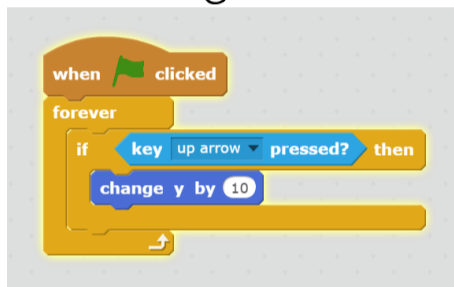 when clicked
forever
if key up arrow pressed? then
change y by 10